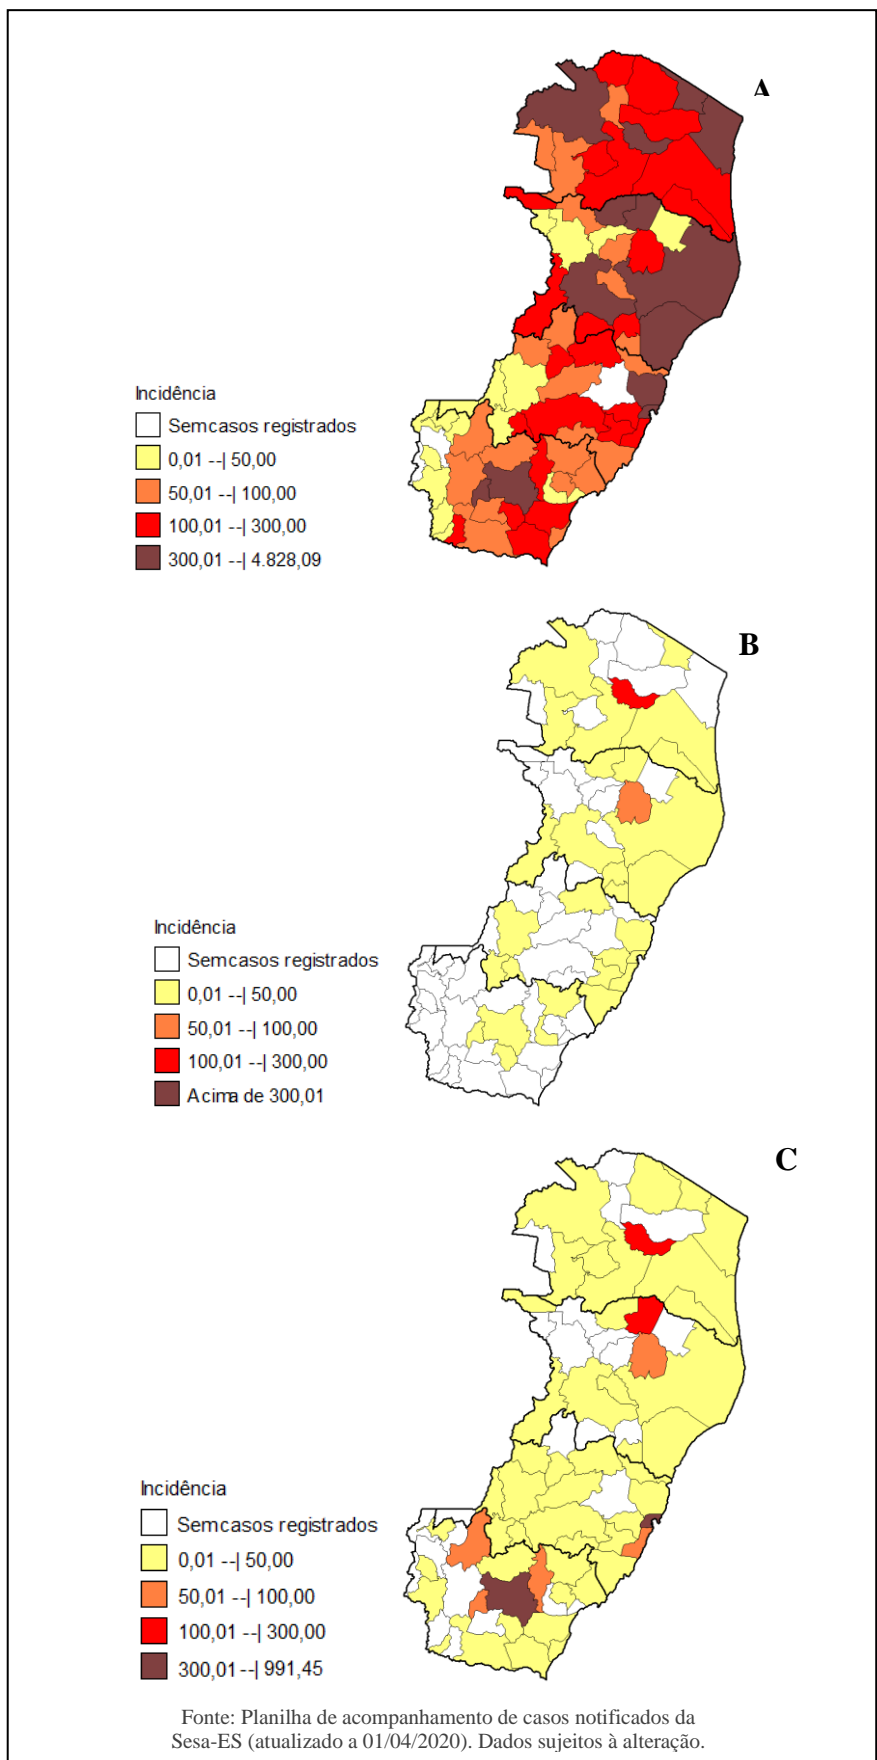 A
Incidência
Semcasos registrados
0,01 --| 50,00
50,01 --| 100,00
100,01 --| 300,00
300,01 --| 4.828,09
B
Incidência
Semcasos registrados
0,01 --| 50,00
50,01 --| 100,00
100,01 --| 300,00
Acima de 300,01
C
Incidência
Semcasos registrados
0,01 --| 50,00
50,01 --| 100,00
100,01 --| 300,00
300,01 --| 991,45
Fonte: Planilha de acompanhamento de casos notificados da
Sesa-ES (atualizado a 01/04/2020). Dados sujeitos à alteração.